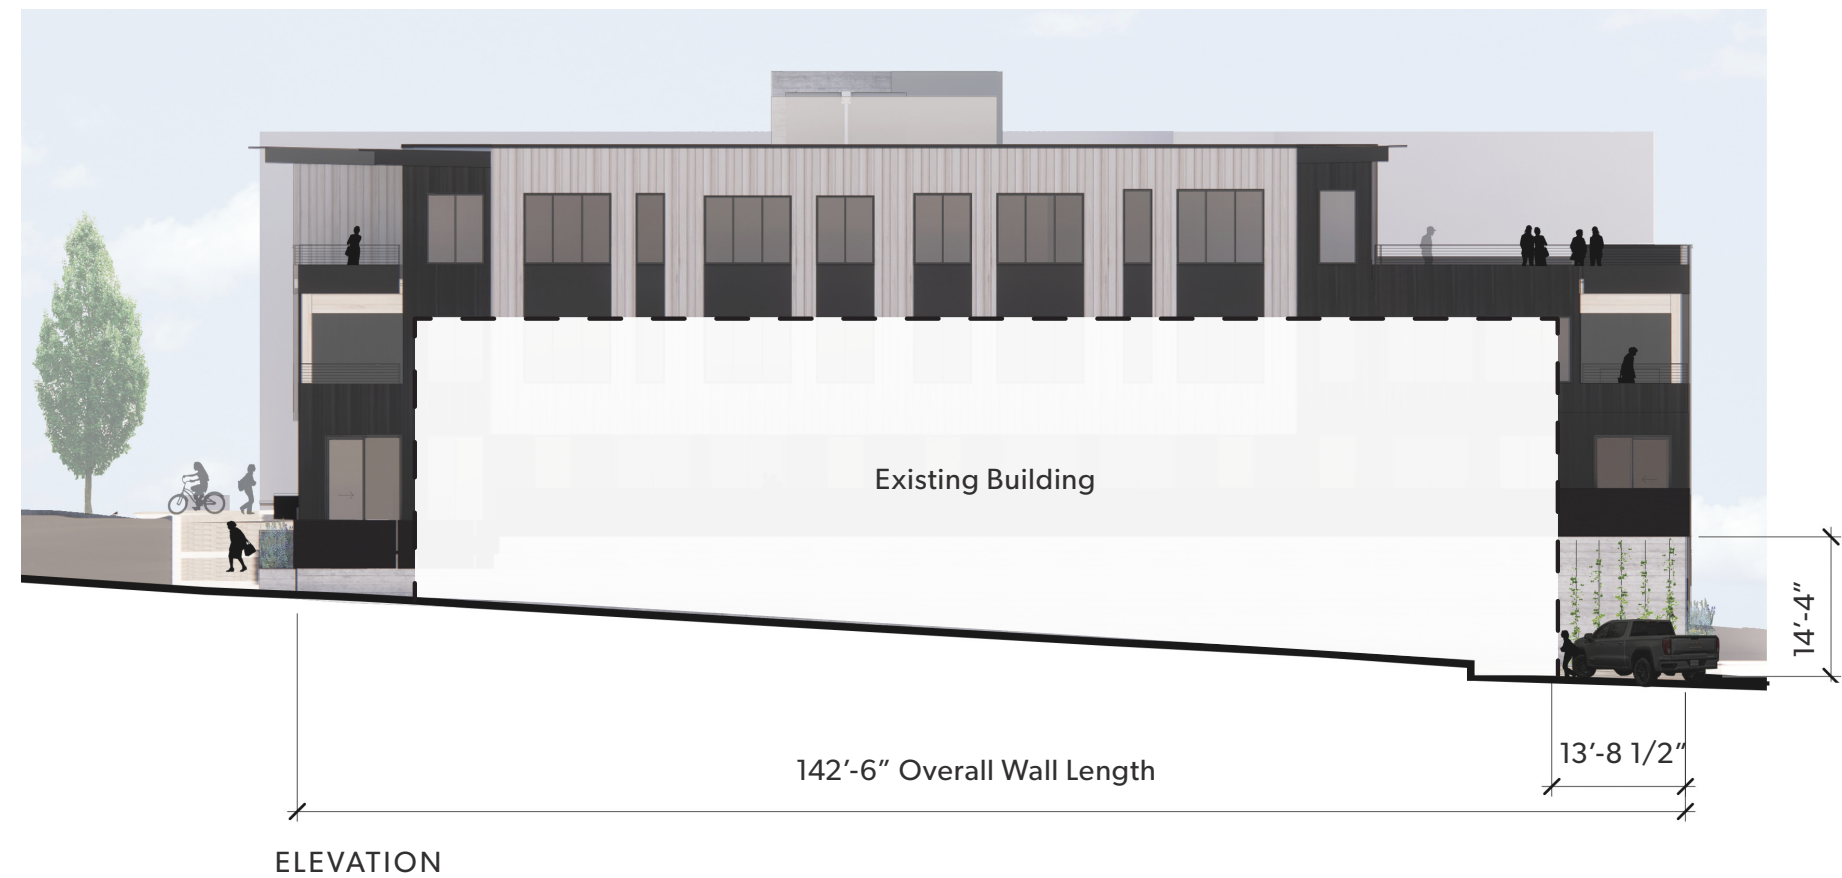 Existing Building
14’-4”
13’-8 1/2”
142’-6” Overall Wall Length
ELEVATION